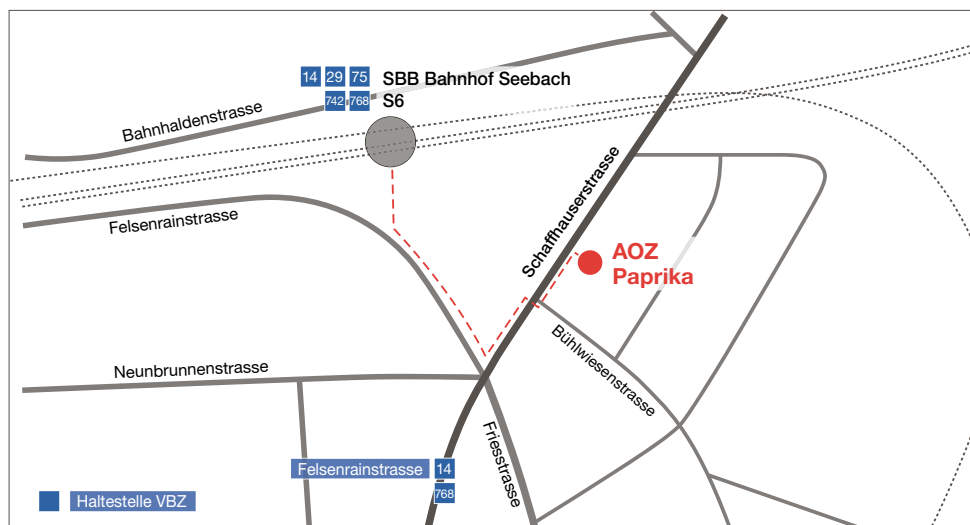 14 29 75 SBB Bahnhof Seebach
742 768 S6
Bahnhaldenstrasse
Felsenrainstrasse
Schaffhauserstrasse
AOZ
Paprika
Bühlwiesenstrasse
Neunbrunnenstrasse
Friesstrasse
Felsenrainstrasse 14
768
Haltestelle VBZ